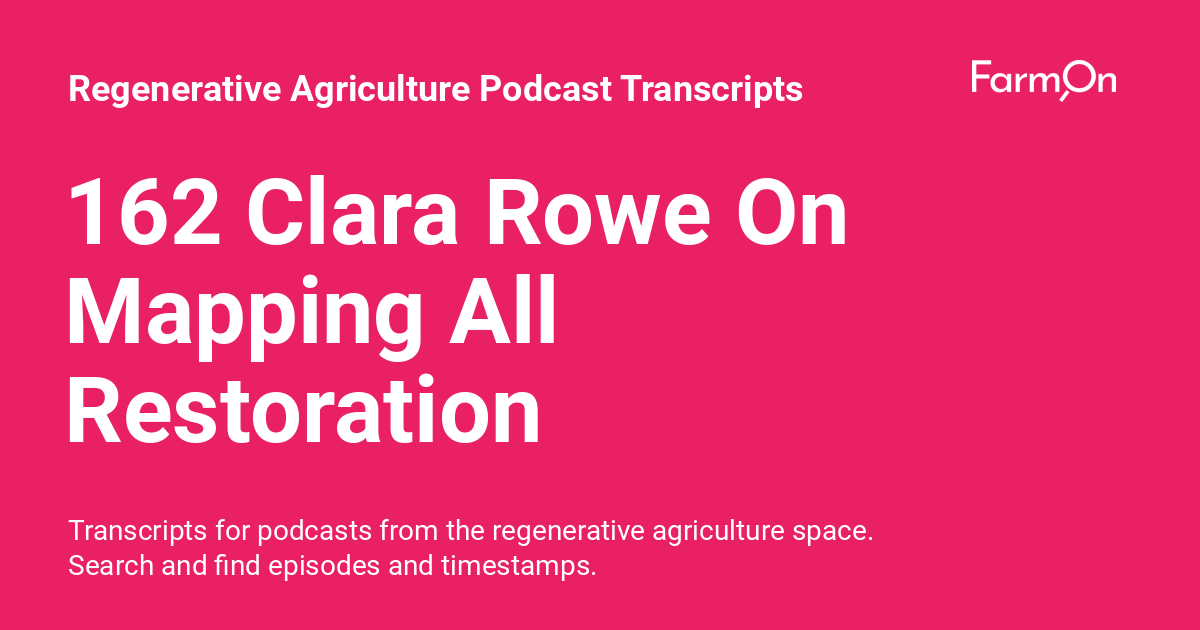 Regenerative Agriculture Podcast Transcripts
FarmOn
162 Clara Rowe On
Mapping All
Restoration
Transcripts for podcasts from the regenerative agriculture space.
Search and find episodes and timestamps.